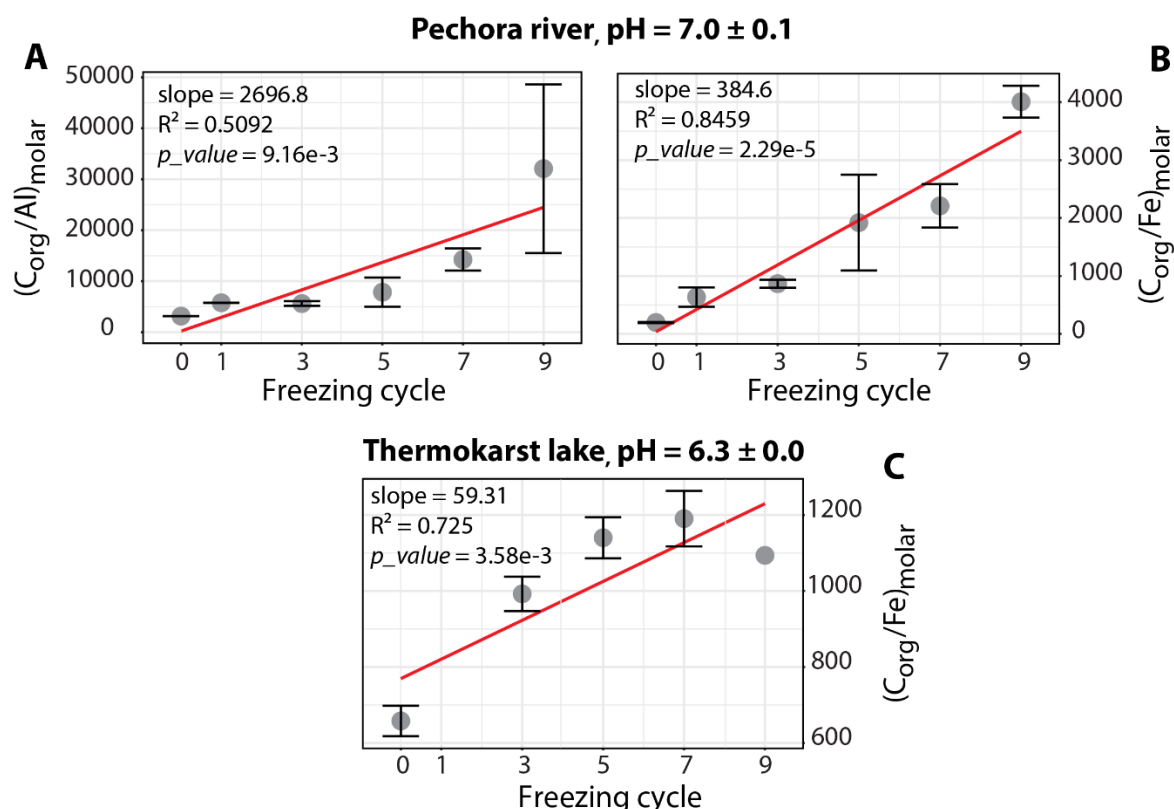 Pechora river, pH = 7.0 ± 0.1
A
(Corg/Al)molar
50000
40000
30000
20000
10000
0
slope = 2696.8
R² = 0.5092
p_value = 9.16e-3
0 1 3 5 7 9
Freezing cycle
B
slope = 384.6
R² = 0.8459
p_value = 2.29e-5
4000
3000
2000
1000
0
(Corg/Fe)molar
0 1 3 5 7 9
Freezing cycle
Thermokarst lake, pH = 6.3 ± 0.0
C
slope = 59.31
R² = 0.725
p_value = 3.58e-3
1200
1000
800
600
(Corg/Fe)molar
0 1 3 5 7 9
Freezing cycle